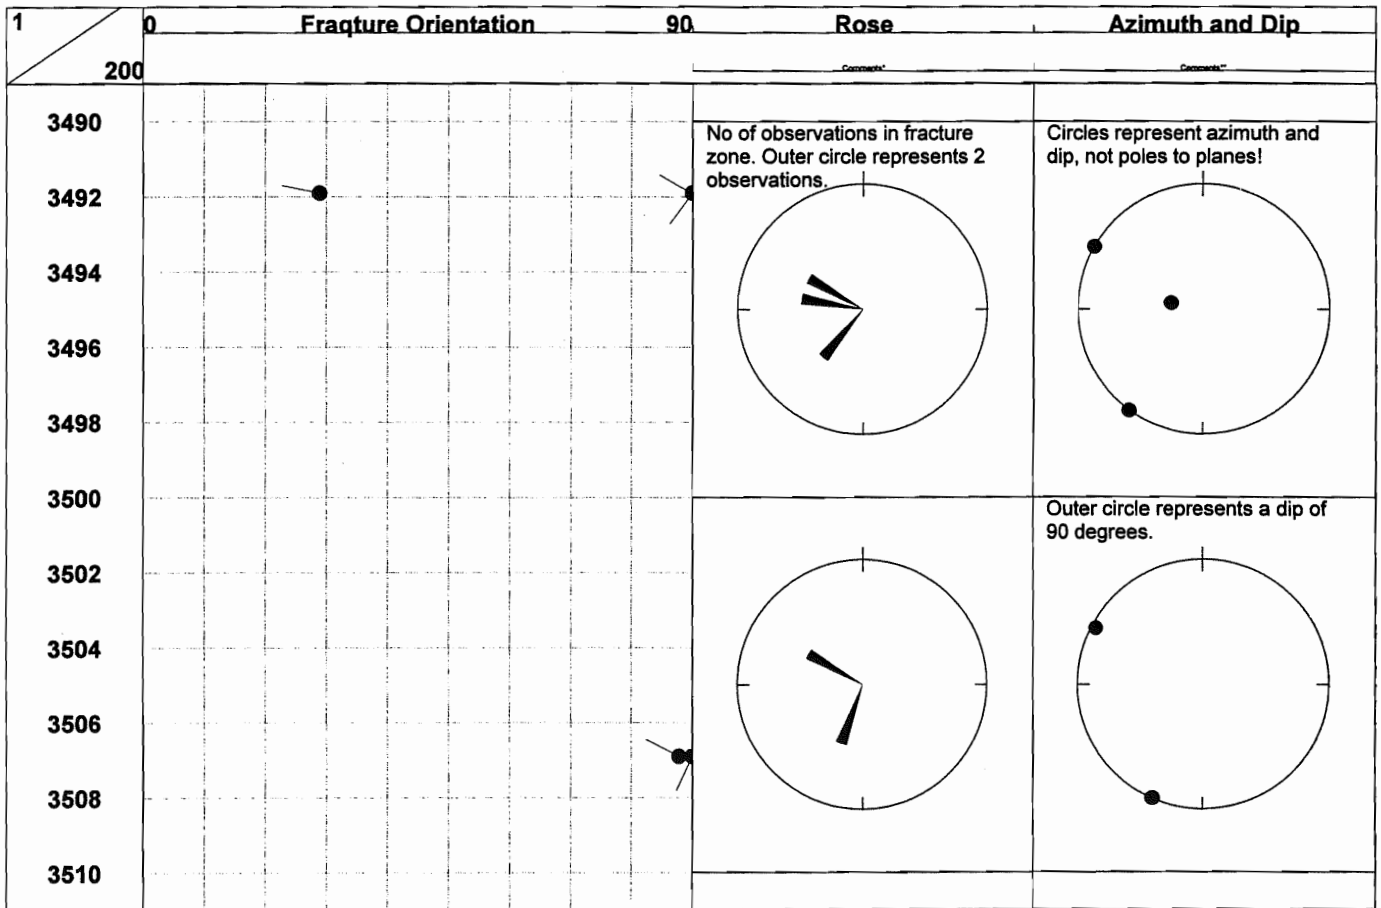 1
200
0 Fraqture Orientation 90
Rose
Azimuth and Dip
Comments*
Comments**
3490
3492
3494
3496
3498
3500
3502
3504
3506
3508
3510
No of observations in fracture
zone. Outer circle represents 2
observations.
Circles represent azimuth and
dip, not poles to planes!
Outer circle represents a dip of
90 degrees.